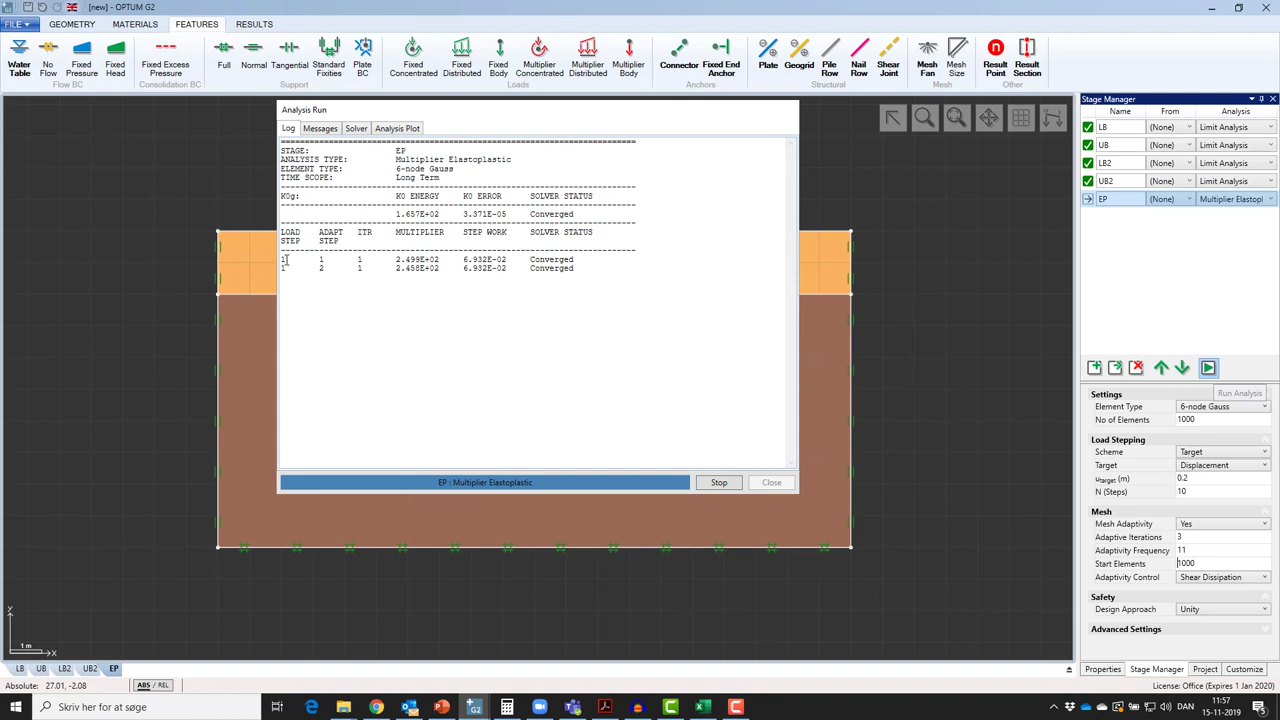 [new] - OPTUM G2
FILE GEOMETRY MATERIALS FEATURES RESULTS
Water Table
No Flow
Fixed Pressure
Fixed Head
Fixed Excess Pressure
Full
Normal
Tangential
Standard Fixities
Plate BC
Fixed Concentrated
Fixed Distributed
Fixed Body
Multiplier Concentrated
Multiplier Distributed
Multiplier Body
Connector
Fixed End Anchor
Plate
Geogrid
Pile Row
Nail Row
Shear Joint
Mesh Fan
Mesh Size
Result Point
Result Section
Flow BC Consolidation BC Support Loads Anchors Structural Mesh Other
Analysis Run
Log Messages Solver Analysis Plot
STAGE: EP
ANALYSIS TYPE: Multiplier Elastoplastic
ELEMENT TYPE: 6-node Gauss
TIME SCOPE: Long Term
K0g: K0 ENERGY K0 ERROR SOLVER STATUS
1.657E+02 3.371E-05 Converged
LOAD ADAPT ITR MULTIPLIER STEP WORK SOLVER STATUS
STEP STEP
1 1 1 2.499E+02 6.932E-02 Converged
1 2 1 2.458E+02 6.932E-02 Converged
EP : Multiplier Elastoplastic
Stop Close
Stage Manager
Name From Analysis
LB (None) Limit Analysis
UB (None) Limit Analysis
LB2 (None) Limit Analysis
UB2 (None) Limit Analysis
EP (None) Multiplier Elastopl
Run Analysis
Settings
Element Type 6-node Gauss
No of Elements 1000
Load Stepping
Scheme Target
Target Displacement
utarget (m) 0.2
N (Steps) 10
Mesh
Mesh Adaptivity Yes
Adaptive Iterations 3
Adaptivity Frequency 11
Start Elements 1000
Adaptivity Control Shear Dissipation
Safety
Design Approach Unity
Advanced Settings
y
1 m
x
LB UB LB2 UB2 EP
Properties Stage Manager Project Customize
Absolute: 27.01, -2.08 ABS / REL
License: Office (Expires 1 Jan 2020)
Skriv her for at søge
DAN
11:57
15-11-2019